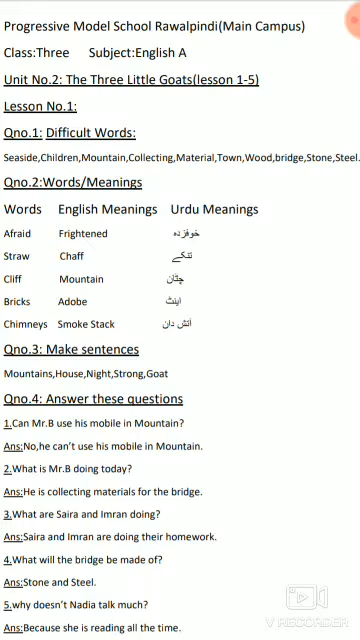 Progressive Model School Rawalpindi(Main Campus)
Class:Three Subject:English A
Unit No.2: The Three Little Goats(lesson 1-5)
Lesson No.1:
Qno.1: Difficult Words:
Seaside,Children,Mountain,Collecting,Material,Town,Wood,bridge,Stone,Steel.
Qno.2:Words/Meanings
Words English Meanings Urdu Meanings
Afraid Frightened خوفزدہ
Straw Chaff تنکے
Cliff Mountain چٹان
Bricks Adobe اینٹ
Chimneys Smoke Stack آتش دان
Qno.3: Make sentences
Mountains,House,Night,Strong,Goat
Qno.4: Answer these questions
1.Can Mr.B use his mobile in Mountain?
Ans:No,he can't use his mobile in Mountain.
2.What is Mr.B doing today?
Ans:He is collecting materials for the bridge.
3.What are Saira and Imran doing?
Ans:Saira and Imran are doing their homework.
4.What will the bridge be made of?
Ans:Stone and Steel.
5.why doesn't Nadia talk much?
Ans:Because she is reading all the time.
V RECORDER